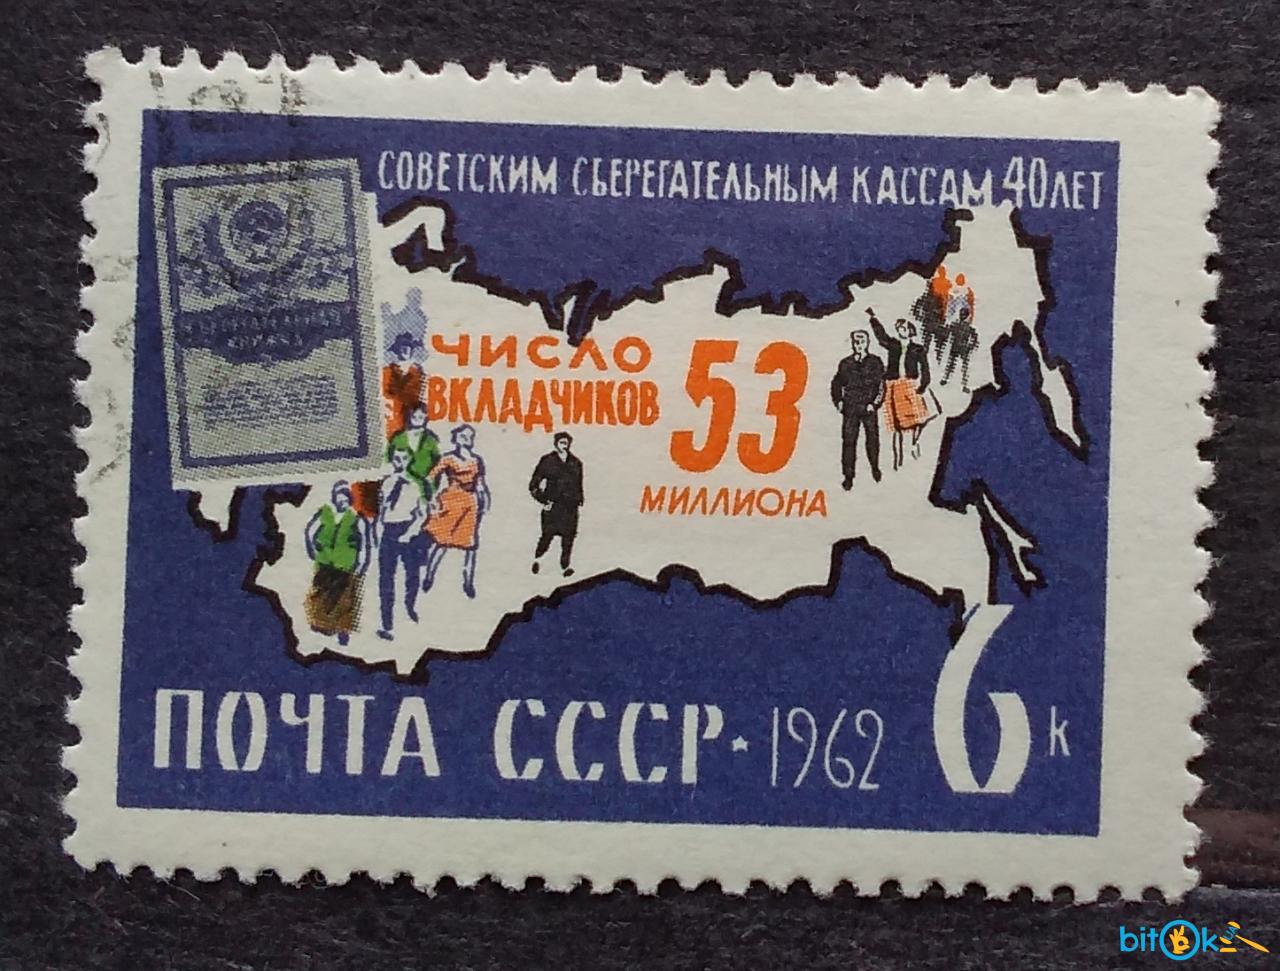 СОВЕТСКИМ СБЕРЕГАТЕЛЬНЫМ КАССАМ 40 ЛЕТ
ЧИСЛО
ВКЛАДЧИКОВ
53
МИЛЛИОНА
ПОЧТА СССР · 1962
6 к
bitOk